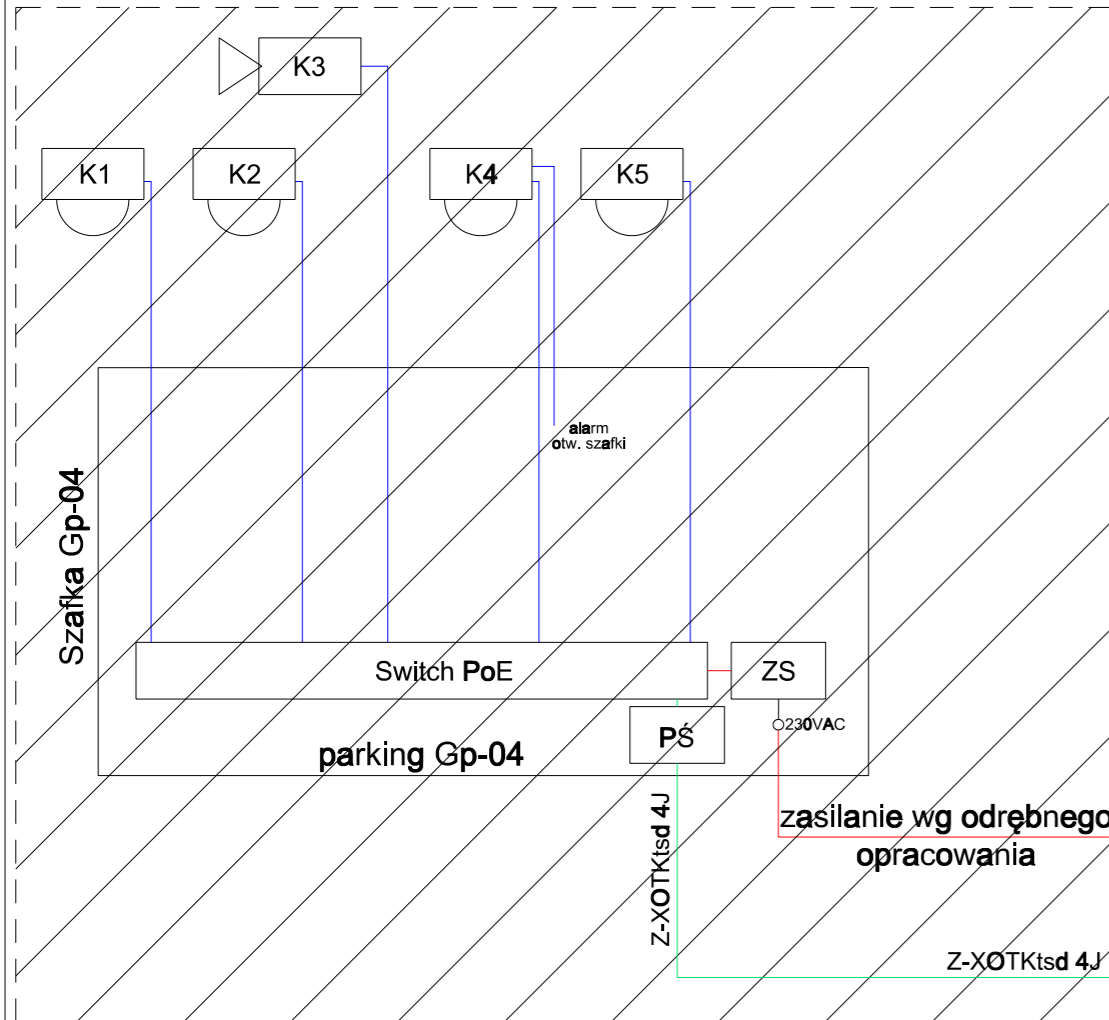 K3
K1
K2
K4
K5
alarm
otw. szafki
Szafka Gp-04
Switch PoE
ZS
230VAC
PŚ
parking Gp-04
Z-XOTKtsd 4J
zasilanie wg odrębnego
opracowania
Z-XOTKtsd 4J